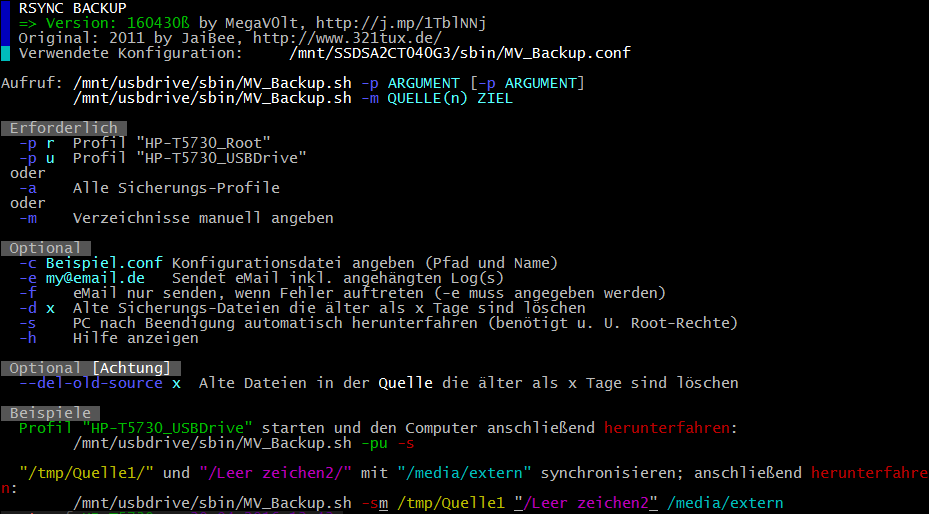 RSYNC BACKUP
=> Version: 160430ß by MegaV0lt, http://j.mp/1TblNNj
Original: 2011 by JaiBee, http://www.321tux.de/
Verwendete Konfiguration: /mnt/SSDSA2CT040G3/sbin/MV_Backup.conf
Aufruf: /mnt/usbdrive/sbin/MV_Backup.sh -p ARGUMENT [-p ARGUMENT]
/mnt/usbdrive/sbin/MV_Backup.sh -m QUELLE(n) ZIEL
Erforderlich
-p r Profil "HP-T5730_Root"
-p u Profil "HP-T5730_USBDrive"
oder
-a Alle Sicherungs-Profile
oder
-m Verzeichnisse manuell angeben
Optional
-c Beispiel.conf Konfigurationsdatei angeben (Pfad und Name)
-e my@email.de Sendet eMail inkl. angehängten Log(s)
-f eMail nur senden, wenn Fehler auftreten (-e muss angegeben werden)
-d x Alte Sicherungs-Dateien die älter als x Tage sind löschen
-s PC nach Beendigung automatisch herunterfahren (benötigt u. U. Root-Rechte)
-h Hilfe anzeigen
Optional [Achtung]
--del-old-source x Alte Dateien in der Quelle die älter als x Tage sind löschen
Beispiele
Profil "HP-T5730_USBDrive" starten und den Computer anschließend herunterfahren:
/mnt/usbdrive/sbin/MV_Backup.sh -pu -s
"/tmp/Quelle1/" und "/Leer zeichen2/" mit "/media/extern" synchronisieren; anschließend herunterfahre
n:
/mnt/usbdrive/sbin/MV_Backup.sh -sm /tmp/Quelle1 "/Leer zeichen2" /media/extern